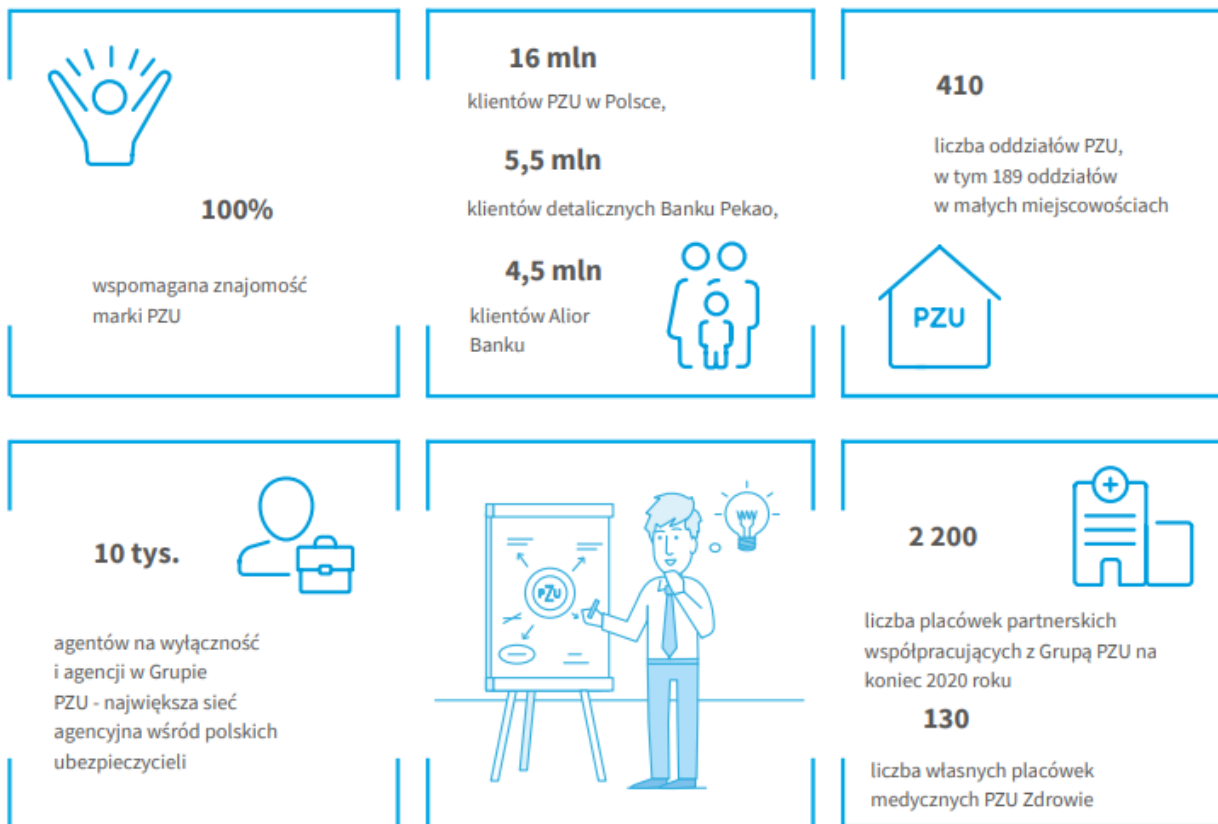 100%
wspomagana znajomość
marki PZU
16 mln
klientów PZU w Polsce,
5,5 mln
klientów detalicznych Banku Pekao,
4,5 mln
klientów Alior
Banku
410
liczba oddziałów PZU,
w tym 189 oddziałów
w małych miejscowościach
PZU
10 tys.
agentów na wyłączność
i agencji w Grupie
PZU - największa sieć
agencyjna wśród polskich
ubezpieczycieli
PZU
2 200
liczba placówek partnerskich
współpracujących z Grupą PZU na
koniec 2020 roku
130
liczba własnych placówek
medycznych PZU Zdrowie